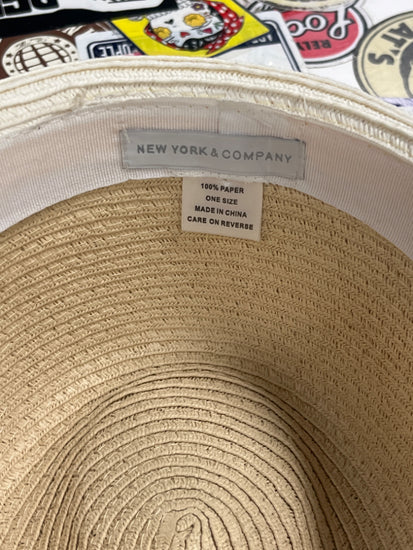 NEW YORK & COMPANY
100% PAPER
ONE SIZE
MADE IN CHINA
CARE ON REVERSE